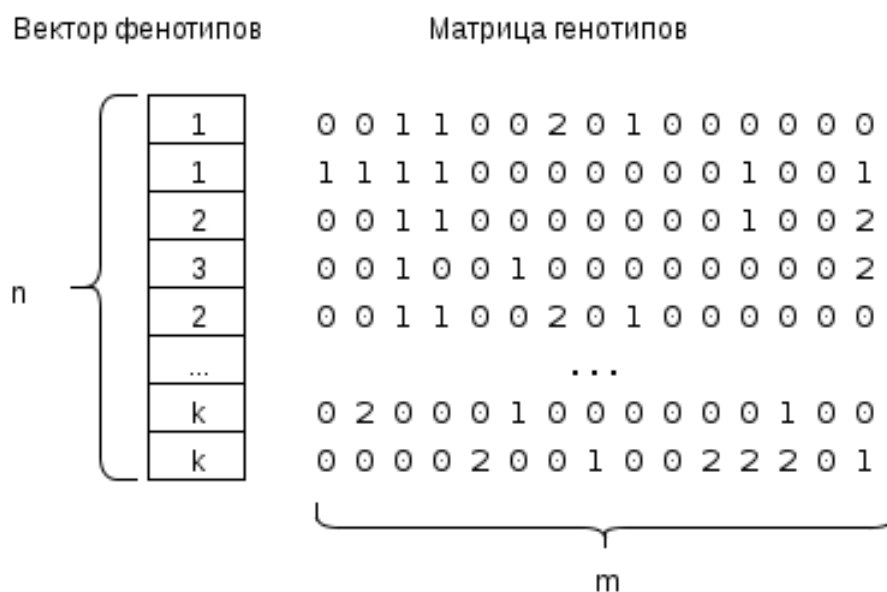 Вектор фенотипов Матрица генотипов
1 0 0 1 1 0 0 2 0 1 0 0 0 0 0 0
1 1 1 1 1 0 0 0 0 0 0 0 1 0 0 1
2 0 0 1 1 0 0 0 0 0 0 0 1 0 0 2
3 0 0 1 0 0 1 0 0 0 0 0 0 0 0 2
n
2 0 0 1 1 0 0 2 0 1 0 0 0 0 0 0
... ...
k 0 2 0 0 0 1 0 0 0 0 0 0 1 0 0
k 0 0 0 0 2 0 0 1 0 0 2 2 2 0 1
m